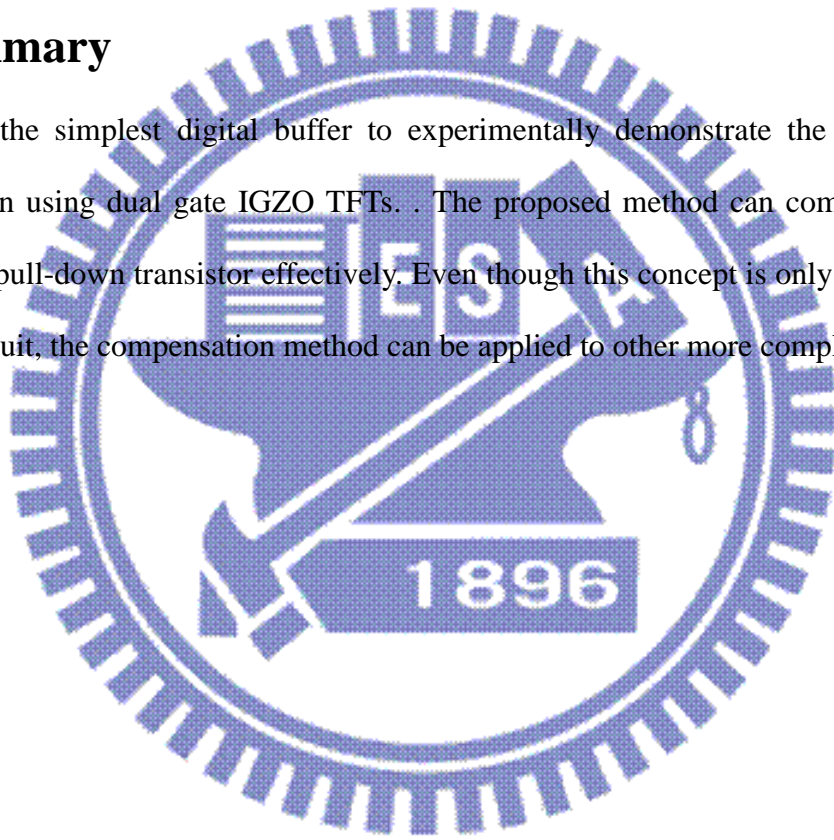 mmary
the simplest digital buffer to experimentally demonstrate the
n using dual gate IGZO TFTs. . The proposed method can com
pull-down transistor effectively. Even though this concept is only
uit, the compensation method can be applied to other more compl
ES A
1896